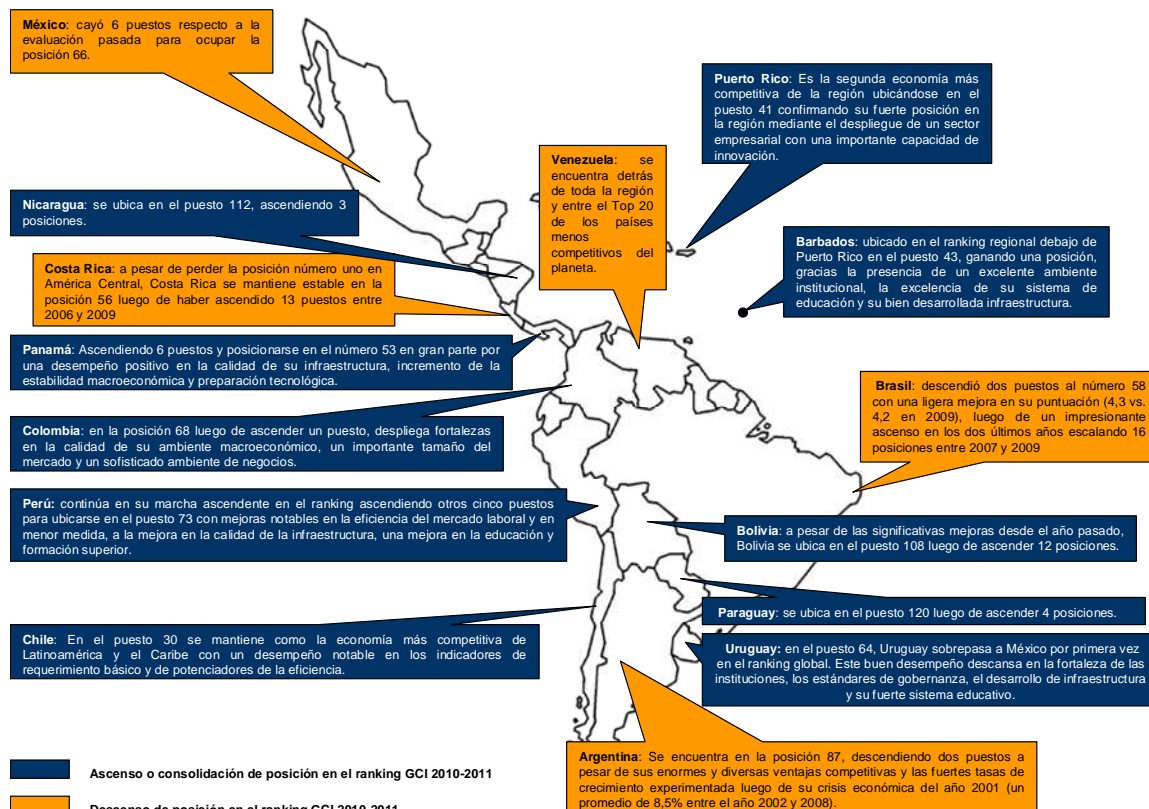 México: cayó 6 puestos respecto a la
evaluación pasada para ocupar la
posición 66.
Puerto Rico: Es la segunda economía más
competitiva de la región ubicándose en el
puesto 41 confirmando su fuerte posición en
la región mediante el despliegue de un sector
empresarial con una importante capacidad de
innovación.
Venezuela: se
encuentra detrás
de toda la región
y entre el Top 20
de los países
menos
competitivos del
planeta.
Nicaragua: se ubica en el puesto 112, ascendiendo 3
posiciones.
Barbados: ubicado en el ranking regional debajo de
Puerto Rico en el puesto 43, ganando una posición,
gracias la presencia de un excelente ambiente
institucional, la excelencia de su sistema de
educación y su bien desarrollada infraestructura.
Costa Rica: a pesar de perder la posición número uno en
América Central, Costa Rica se mantiene estable en la
posición 56 luego de haber ascendido 13 puestos entre
2006 y 2009
Panamá: Ascendiendo 6 puestos y posicionarse en el número 53 en gran parte por
una desempeño positivo en la calidad de su infraestructura, incremento de la
estabilidad macroeconómica y preparación tecnológica.
Brasil: descendió dos puestos al número 58
con una ligera mejora en su puntuación (4,3 vs.
4,2 en 2009), luego de un impresionante
ascenso en los dos últimos años escalando 16
posiciones entre 2007 y 2009
Colombia: en la posición 68 luego de ascender un puesto, despliega fortalezas
en la calidad de su ambiente macroeconómico, un importante tamaño del
mercado y un sofisticado ambiente de negocios.
Perú: continúa en su marcha ascendente en el ranking ascendiendo otros cinco puestos
para ubicarse en el puesto 73 con mejoras notables en la eficiencia del mercado laboral y en
menor medida, a la mejora en la calidad de la infraestructura, una mejora en la educación y
formación superior.
Bolivia: a pesar de las significativas mejoras desde el año pasado,
Bolivia se ubica en el puesto 108 luego de ascender 12 posiciones.
Paraguay: se ubica en el puesto 120 luego de ascender 4 posiciones.
Chile: En el puesto 30 se mantiene como la economía más competitiva de
Latinoamérica y el Caribe con un desempeño notable en los indicadores de
requerimiento básico y de potenciadores de la eficiencia.
Uruguay: en el puesto 64, Uruguay sobrepasa a México por primera vez
en el ranking global. Este buen desempeño descansa en la fortaleza de las
instituciones, los estándares de gobernanza, el desarrollo de infraestructura
y su fuerte sistema educativo.
Argentina: Se encuentra en la posición 87, descendiendo dos puestos a
pesar de sus enormes y diversas ventajas competitivas y las fuertes tasas de
crecimiento experimentada luego de su crisis económica del año 2001 (un
promedio de 8,5% entre el año 2002 y 2008).
Ascenso o consolidación de posición en el ranking GCI 2010-2011
Descenso de posición en el ranking GCI 2010-2011